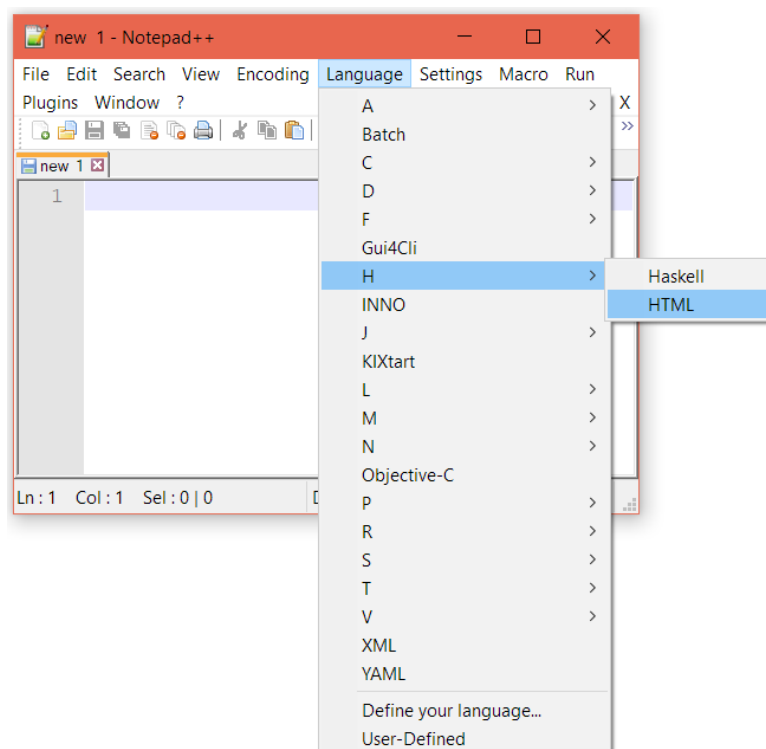 new 1 - Notepad++
File Edit Search View Encoding Language Settings Macro Run
Plugins Window ? X
new 1
1
A
Batch
C
D
F
Gui4Cli
H
Haskell
HTML
INNO
J
KIXtart
L
M
N
Objective-C
P
R
S
T
V
XML
YAML
Define your language...
User-Defined
Ln : 1 Col : 1 Sel : 0 | 0